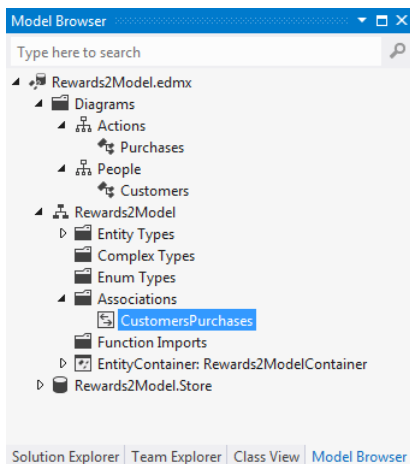 Model Browser
Type here to search
Rewards2Model.edmx
Diagrams
Actions
Purchases
People
Customers
Rewards2Model
Entity Types
Complex Types
Enum Types
Associations
CustomersPurchases
Function Imports
EntityContainer: Rewards2ModelContainer
Rewards2Model.Store
Solution Explorer Team Explorer Class View Model Browser